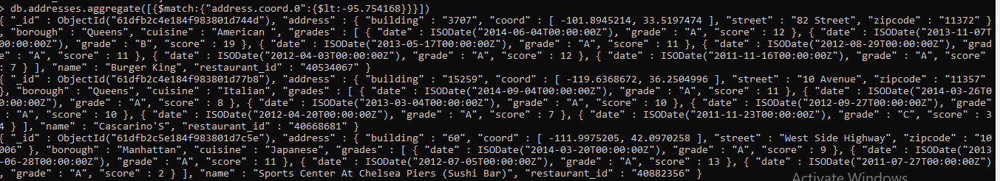 > db.addresses.aggregate([{$match:{"address.coord.0":{$lt:-95.754168}}}])
{ "_id" : ObjectId("61dfb2c4e184f983801d744d"), "address" : { "building" : "3707", "coord" : [ -101.8945214, 33.5197474 ], "street" : "82 Street", "zipcode" : "11372" }
, "borough" : "Queens", "cuisine" : "American ", "grades" : [ { "date" : ISODate("2014-06-04T00:00:00Z"), "grade" : "A", "score" : 12 }, { "date" : ISODate("2013-11-07T
00:00:00Z"), "grade" : "B", "score" : 19 }, { "date" : ISODate("2013-05-17T00:00:00Z"), "grade" : "A", "score" : 11 }, { "date" : ISODate("2012-08-29T00:00:00Z"), "grad
e" : "A", "score" : 11 }, { "date" : ISODate("2012-04-03T00:00:00Z"), "grade" : "A", "score" : 12 }, { "date" : ISODate("2011-11-16T00:00:00Z"), "grade" : "A", "score"
: 7 } ], "name" : "Burger King", "restaurant_id" : "40534067" }
{ "_id" : ObjectId("61dfb2c4e184f983801d77b8"), "address" : { "building" : "15259", "coord" : [ -119.6368672, 36.2504996 ], "street" : "10 Avenue", "zipcode" : "11357"
}, "borough" : "Queens", "cuisine" : "Italian", "grades" : [ { "date" : ISODate("2014-09-04T00:00:00Z"), "grade" : "A", "score" : 11 }, { "date" : ISODate("2014-03-26T0
0:00:00Z"), "grade" : "A", "score" : 8 }, { "date" : ISODate("2013-03-04T00:00:00Z"), "grade" : "A", "score" : 10 }, { "date" : ISODate("2012-09-27T00:00:00Z"), "grade"
: "A", "score" : 10 }, { "date" : ISODate("2012-04-20T00:00:00Z"), "grade" : "A", "score" : 7 }, { "date" : ISODate("2011-11-23T00:00:00Z"), "grade" : "C", "score" : 3
4 } ], "name" : "Cascarino'S", "restaurant_id" : "40668681" }
{ "_id" : ObjectId("61dfb2c5e184f983801d7c5e"), "address" : { "building" : "60", "coord" : [ -111.9975205, 42.0970258 ], "street" : "West Side Highway", "zipcode" : "10
006" }, "borough" : "Manhattan", "cuisine" : "Japanese", "grades" : [ { "date" : ISODate("2014-03-20T00:00:00Z"), "grade" : "A", "score" : 9 }, { "date" : ISODate("2013
-06-28T00:00:00Z"), "grade" : "A", "score" : 11 }, { "date" : ISODate("2012-07-05T00:00:00Z"), "grade" : "A", "score" : 13 }, { "date" : ISODate("2011-07-27T00:00:00Z")
, "grade" : "A", "score" : 2 } ], "name" : "Sports Center At Chelsea Piers (Sushi Bar)", "restaurant_id" : "40882356" }
Activate Windows